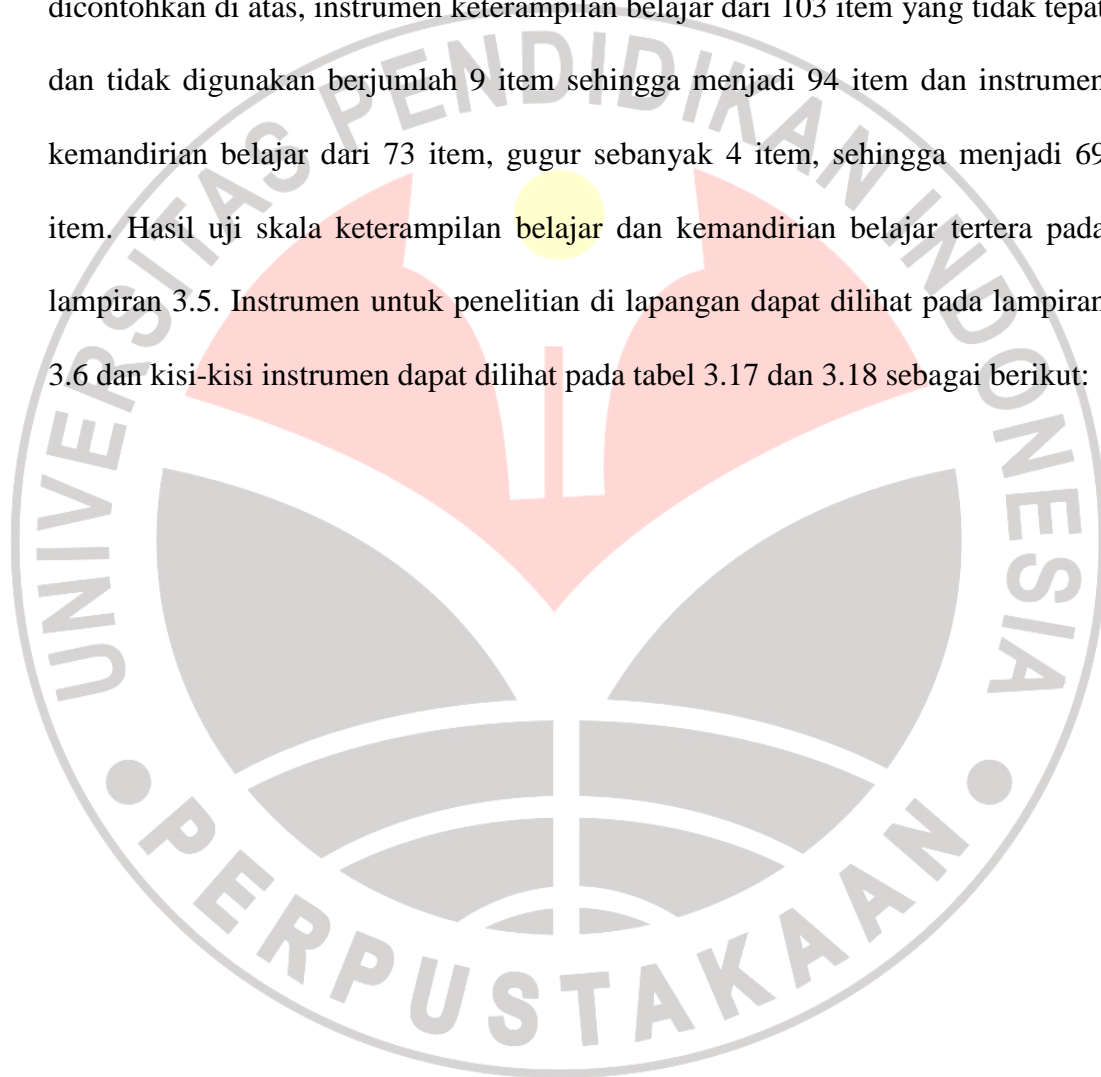 dicontohkan di atas, instrumen keterampilan belajar dari 103 item yang tidak tepat
dan tidak digunakan berjumlah 9 item sehingga menjadi 94 item dan instrumen
kemandirian belajar dari 73 item, gugur sebanyak 4 item, sehingga menjadi 69
item. Hasil uji skala keterampilan belajar dan kemandirian belajar tertera pada
lampiran 3.5. Instrumen untuk penelitian di lapangan dapat dilihat pada lampiran
3.6 dan kisi-kisi instrumen dapat dilihat pada tabel 3.17 dan 3.18 sebagai berikut:
UNIVERSITAS PENDIDIKAN INDONESIA
PERPUSTAKAAN